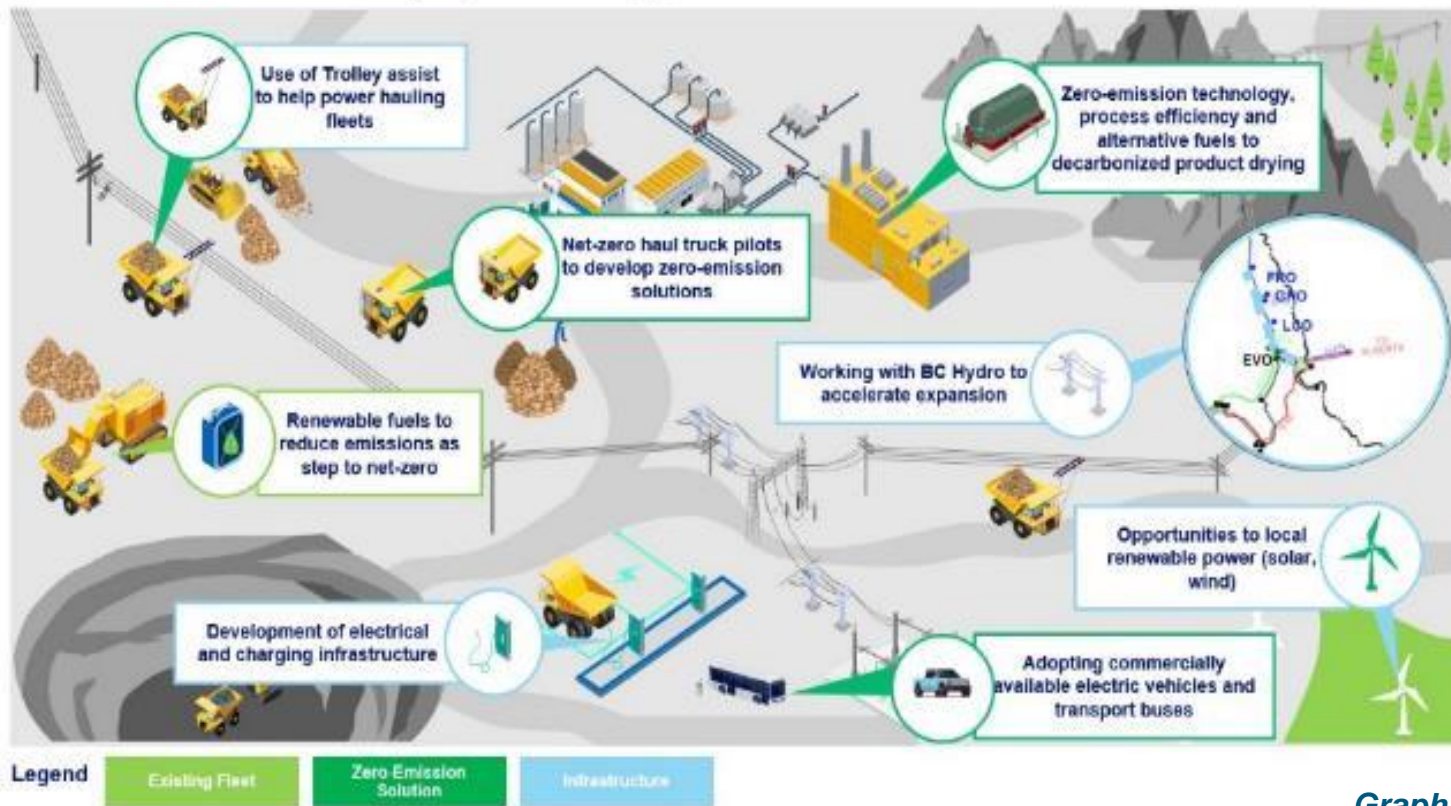 Use of Trolley assist
to help power hauling
fleets
Zero-emission technology,
process efficiency and
alternative fuels to
decarbonized product drying
Net-zero haul truck pilots
to develop zero-emission
solutions
FRO
GHO
LCO
EVO
Working with BC Hydro to
accelerate expansion
Renewable fuels to
reduce emissions as
step to net-zero
Opportunities to local
renewable power (solar,
wind)
Development of electrical
and charging infrastructure
Adopting commercially
available electric vehicles and
transport buses
Legend
Existing Fleet
Zero Emission
Solution
Infrastructure
Graph